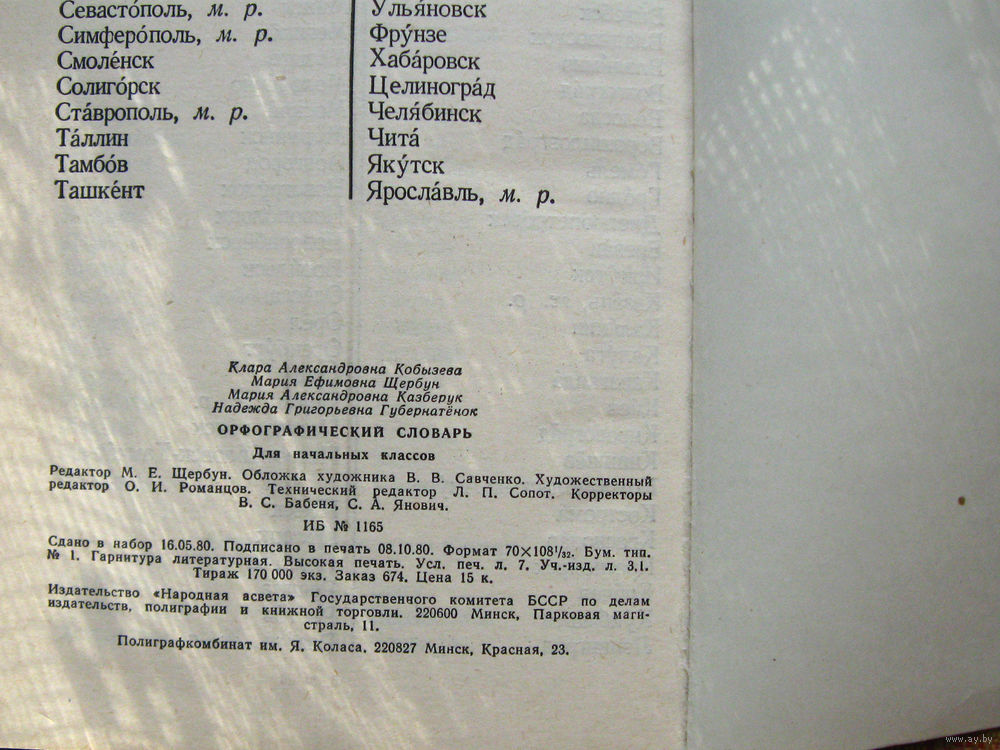 Севасто́поль, м. р.
Симферо́поль, м. р.
Смоле́нск
Солиго́рск
Ста́врополь, м. р.
Та́ллин
Тамбо́в
Ташке́нт
Улья́новск
Фру́нзе
Хаба́ровск
Целиногра́д
Челя́бинск
Чита́
Яку́тск
Яросла́вль, м. р.
Клара Александровна Кобызева
Мария Ефимовна Щербун
Мария Александровна Казберук
Надежда Григорьевна Губернатёнок
ОРФОГРАФИЧЕСКИЙ СЛОВАРЬ
Для начальных классов
Редактор М. Е. Щербун. Обложка художника В. В. Савченко. Художественный
редактор О. И. Романцов. Технический редактор Л. П. Сопот. Корректоры
В. С. Бабеня, С. А. Янович.
ИБ № 1165
Сдано в набор 16.05.80. Подписано в печать 08.10.80. Формат 70×108¹/₃₂. Бум. тип.
№ 1. Гарнитура литературная. Высокая печать. Усл. печ. л. 7. Уч.-изд. л. 3,1.
Тираж 170 000 экз. Заказ 674. Цена 15 к.
Издательство «Народная асвета» Государственного комитета БССР по делам
издательств, полиграфии и книжной торговли. 220600 Минск, Парковая маги-
страль, 11.
Полиграфкомбинат им. Я. Коласа. 220827 Минск, Красная, 23.
www.ay.by